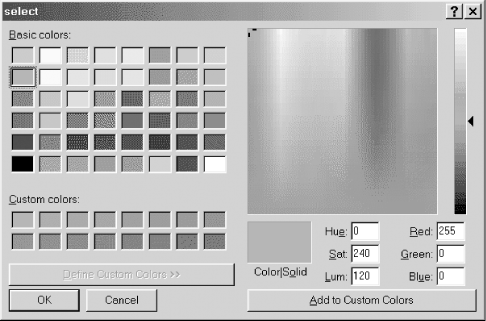 select
? ×
Basic colors:
Custom colors:
Define Custom Colors >>
OK Cancel
Color|Solid
Hue: 0 Red: 255
Sat: 240 Green: 0
Lum: 120 Blue: 0
Add to Custom Colors